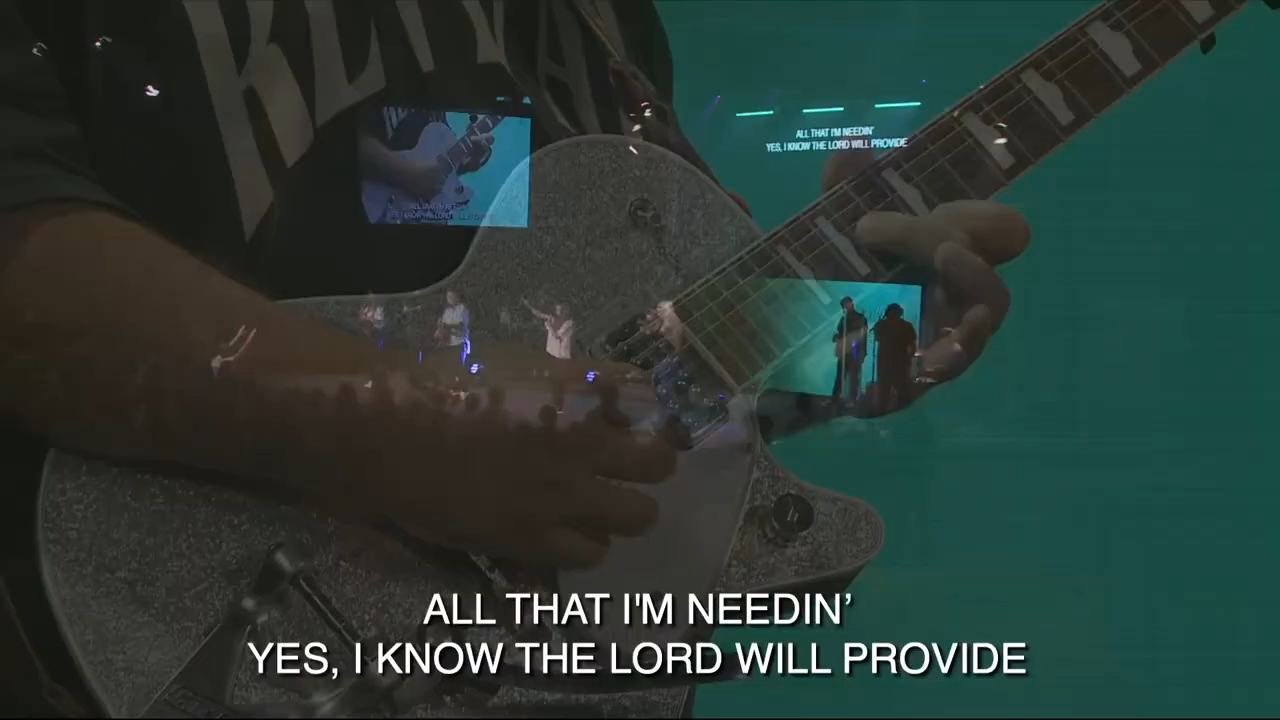 ALL THAT I'M NEEDIN'
YES, I KNOW THE LORD WILL PROVIDE
ALL THAT I'M NEEDIN’
YES, I KNOW THE LORD WILL PROVIDE